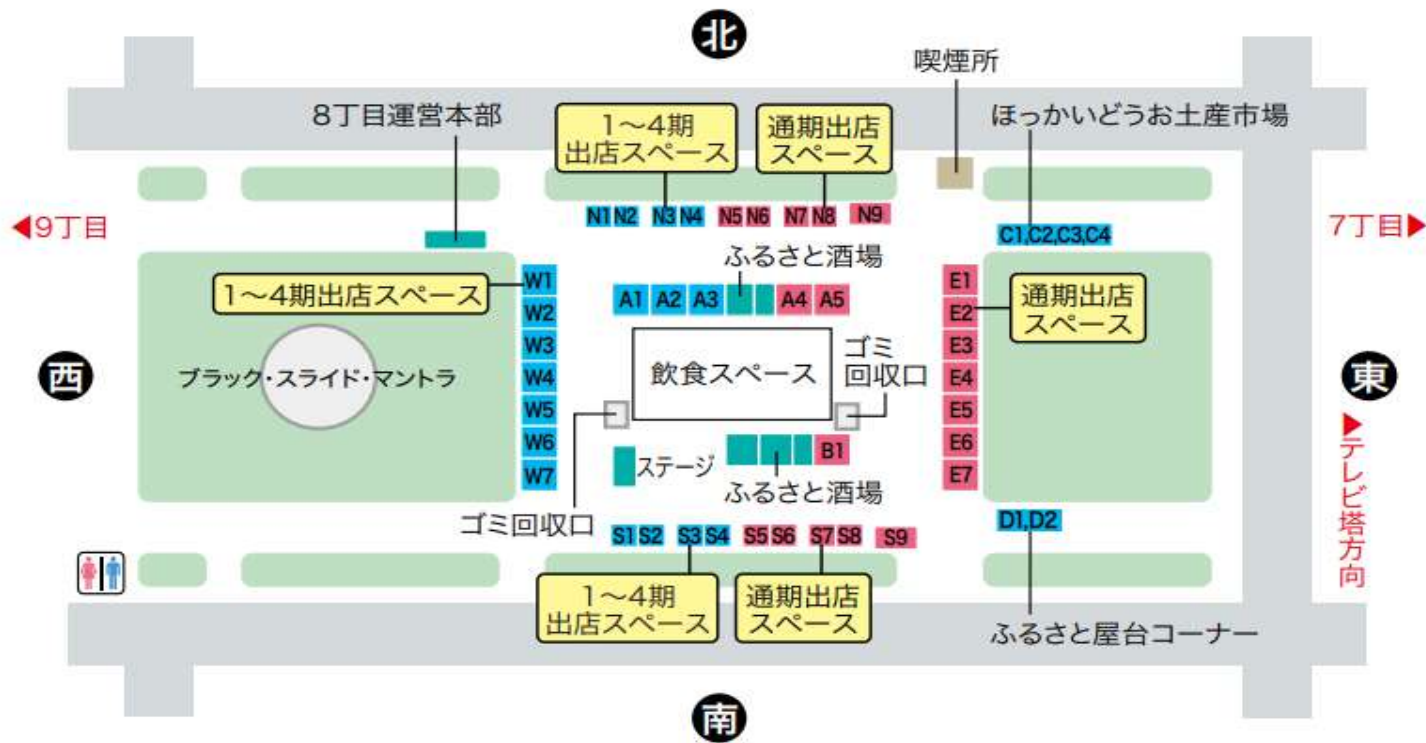 北
喫煙所
8丁目運営本部
1～4期
出店スペース
通期出店
スペース
ほっかいどうお土産市場
N1 N2 N3 N4 N5 N6 N7 N8 N9
◀9丁目
7丁目▶
C1,C2,C3,C4
ふるさと酒場
1～4期出店スペース
W1
W2
W3
W4
W5
W6
W7
A1 A2 A3 A4 A5
E1
E2
E3
E4
E5
E6
E7
通期出店
スペース
西
ブラック・スライド・マントラ
飲食スペース
ゴミ
回収口
東
▶テレビ塔方向
ステージ
B1
ふるさと酒場
ゴミ回収口
S1 S2 S3 S4 S5 S6 S7 S8 S9
D1,D2
1～4期
出店スペース
通期出店
スペース
ふるさと屋台コーナー
南